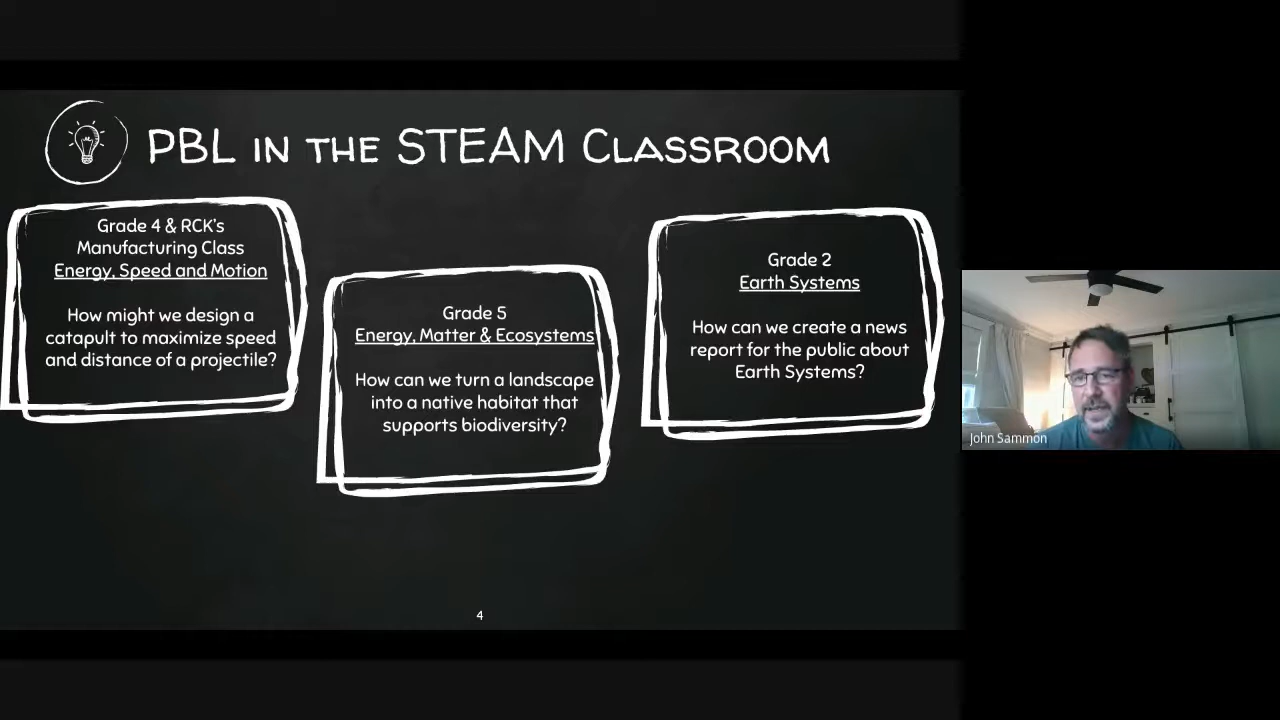 PBL in the STEAM Classroom
Grade 4 & RCK's
Manufacturing Class
Energy, Speed and Motion
How might we design a
catapult to maximize speed
and distance of a projectile?
Grade 5
Energy, Matter & Ecosystems
How can we turn a landscape
into a native habitat that
supports biodiversity?
Grade 2
Earth Systems
How can we create a news
report for the public about
Earth Systems?
John Sammon
4